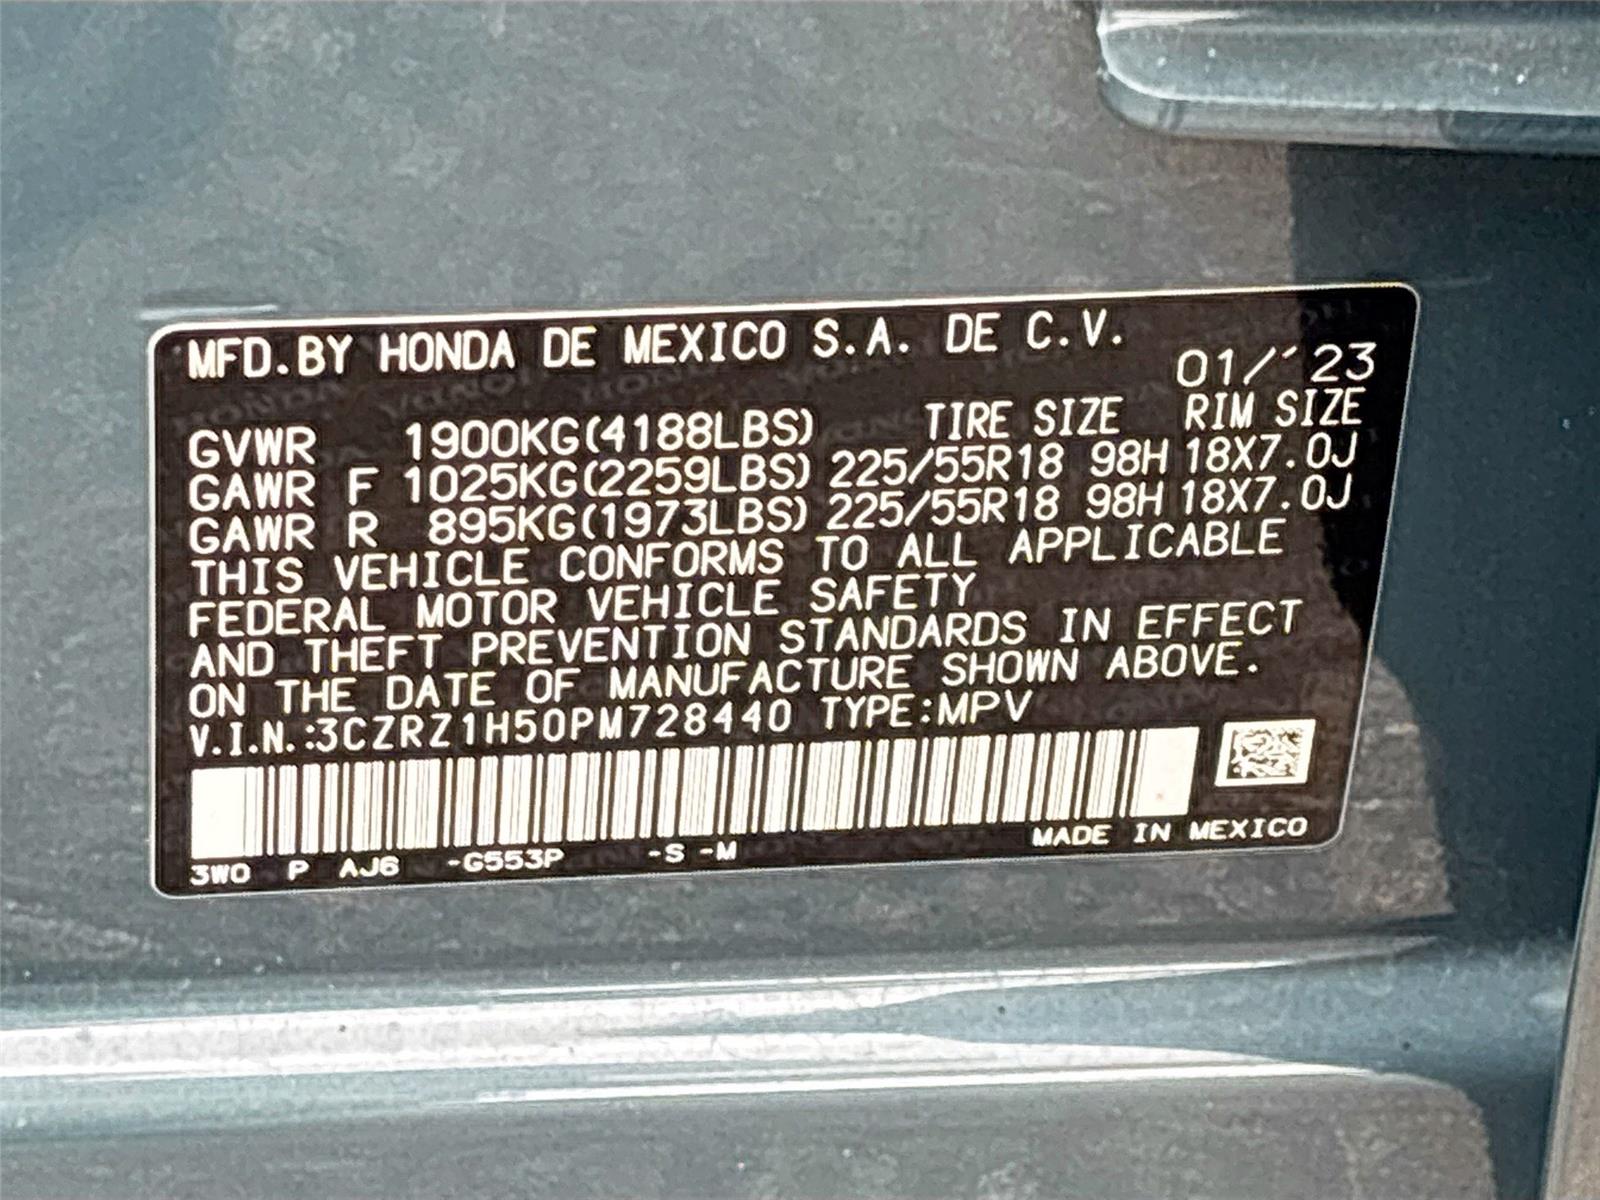 MFD.BY HONDA DE MEXICO S.A. DE C.V.
01/'23
GVWR 1900KG(4188LBS) TIRE SIZE RIM SIZE
GAWR F 1025KG(2259LBS) 225/55R18 98H 18X7.0J
GAWR R 895KG(1973LBS) 225/55R18 98H 18X7.0J
THIS VEHICLE CONFORMS TO ALL APPLICABLE
FEDERAL MOTOR VEHICLE SAFETY
AND THEFT PREVENTION STANDARDS IN EFFECT
ON THE DATE OF MANUFACTURE SHOWN ABOVE.
V.I.N.:3CZRZ1H50PM728440 TYPE:MPV
3W0 P AJ6 -G553P -S -M MADE IN MEXICO